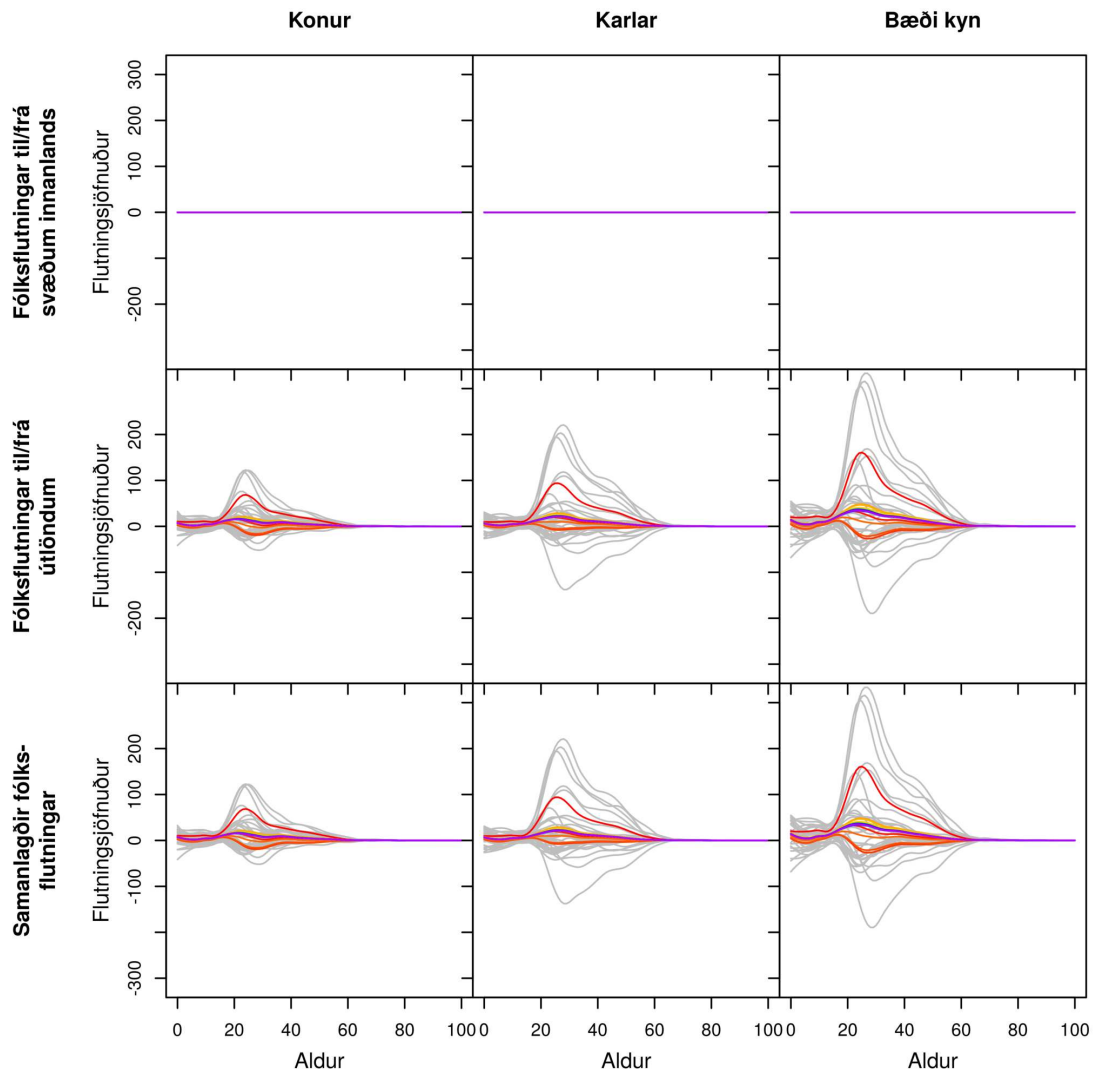 Konur Karlar Bæði kyn
Fólksflutningar til/frá
svæðum innanlands
Flutningsjöfnuður
300
200
100
0
-200
Fólksflutningar til/frá
útlöndum
Flutningsjöfnuður
200
100
0
-200
Samanlagðir fólks-
flutningar
Flutningsjöfnuður
200
100
0
-100
-300
0 20 40 60 80 100 0 20 40 60 80 100 0 20 40 60 80 100
Aldur Aldur Aldur